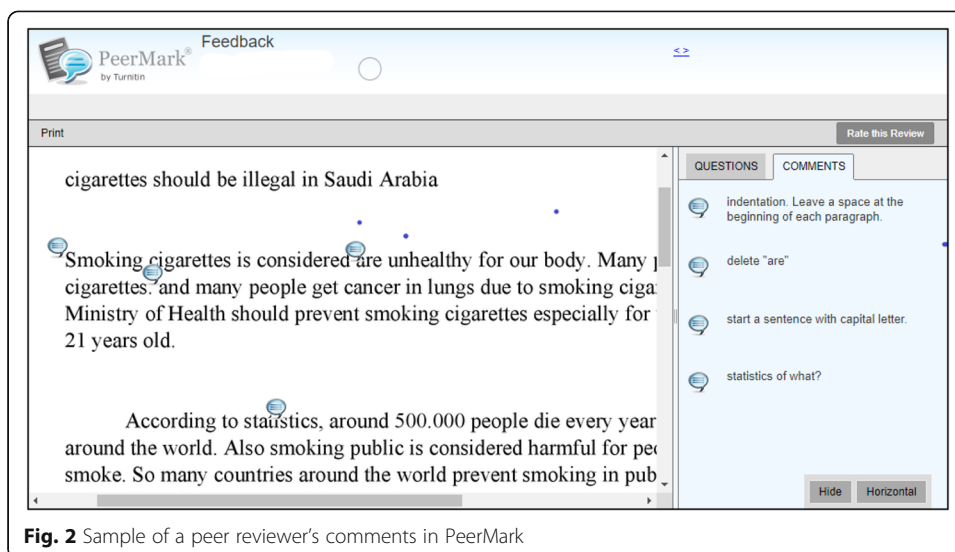 Feedback
PeerMark®
by Turnitin
< >
Print
Rate this Review
cigarettes should be illegal in Saudi Arabia
Smoking cigarettes is considered are unhealthy for our body. Many
cigarettes. and many people get cancer in lungs due to smoking cigar
Ministry of Health should prevent smoking cigarettes especially for
21 years old.
According to statistics, around 500.000 people die every year
around the world. Also smoking public is considered harmful for peo
smoke. So many countries around the world prevent smoking in pub
QUESTIONS
COMMENTS
indentation. Leave a space at the
beginning of each paragraph.
delete "are"
start a sentence with capital letter.
statistics of what?
Hide
Horizontal
Fig. 2 Sample of a peer reviewer's comments in PeerMark